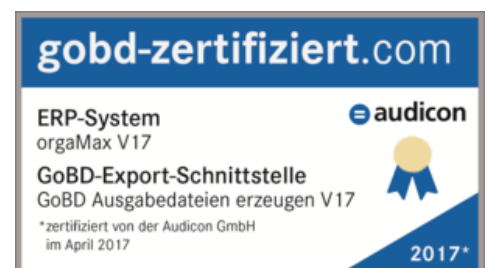 gobd-zertifiziert.com
ERP-System
orgaMax V17
audicon
GoBD-Export-Schnittstelle
GoBD Ausgabedateien erzeugen V17
*zertifiziert von der Audicon GmbH
im April 2017
2017*